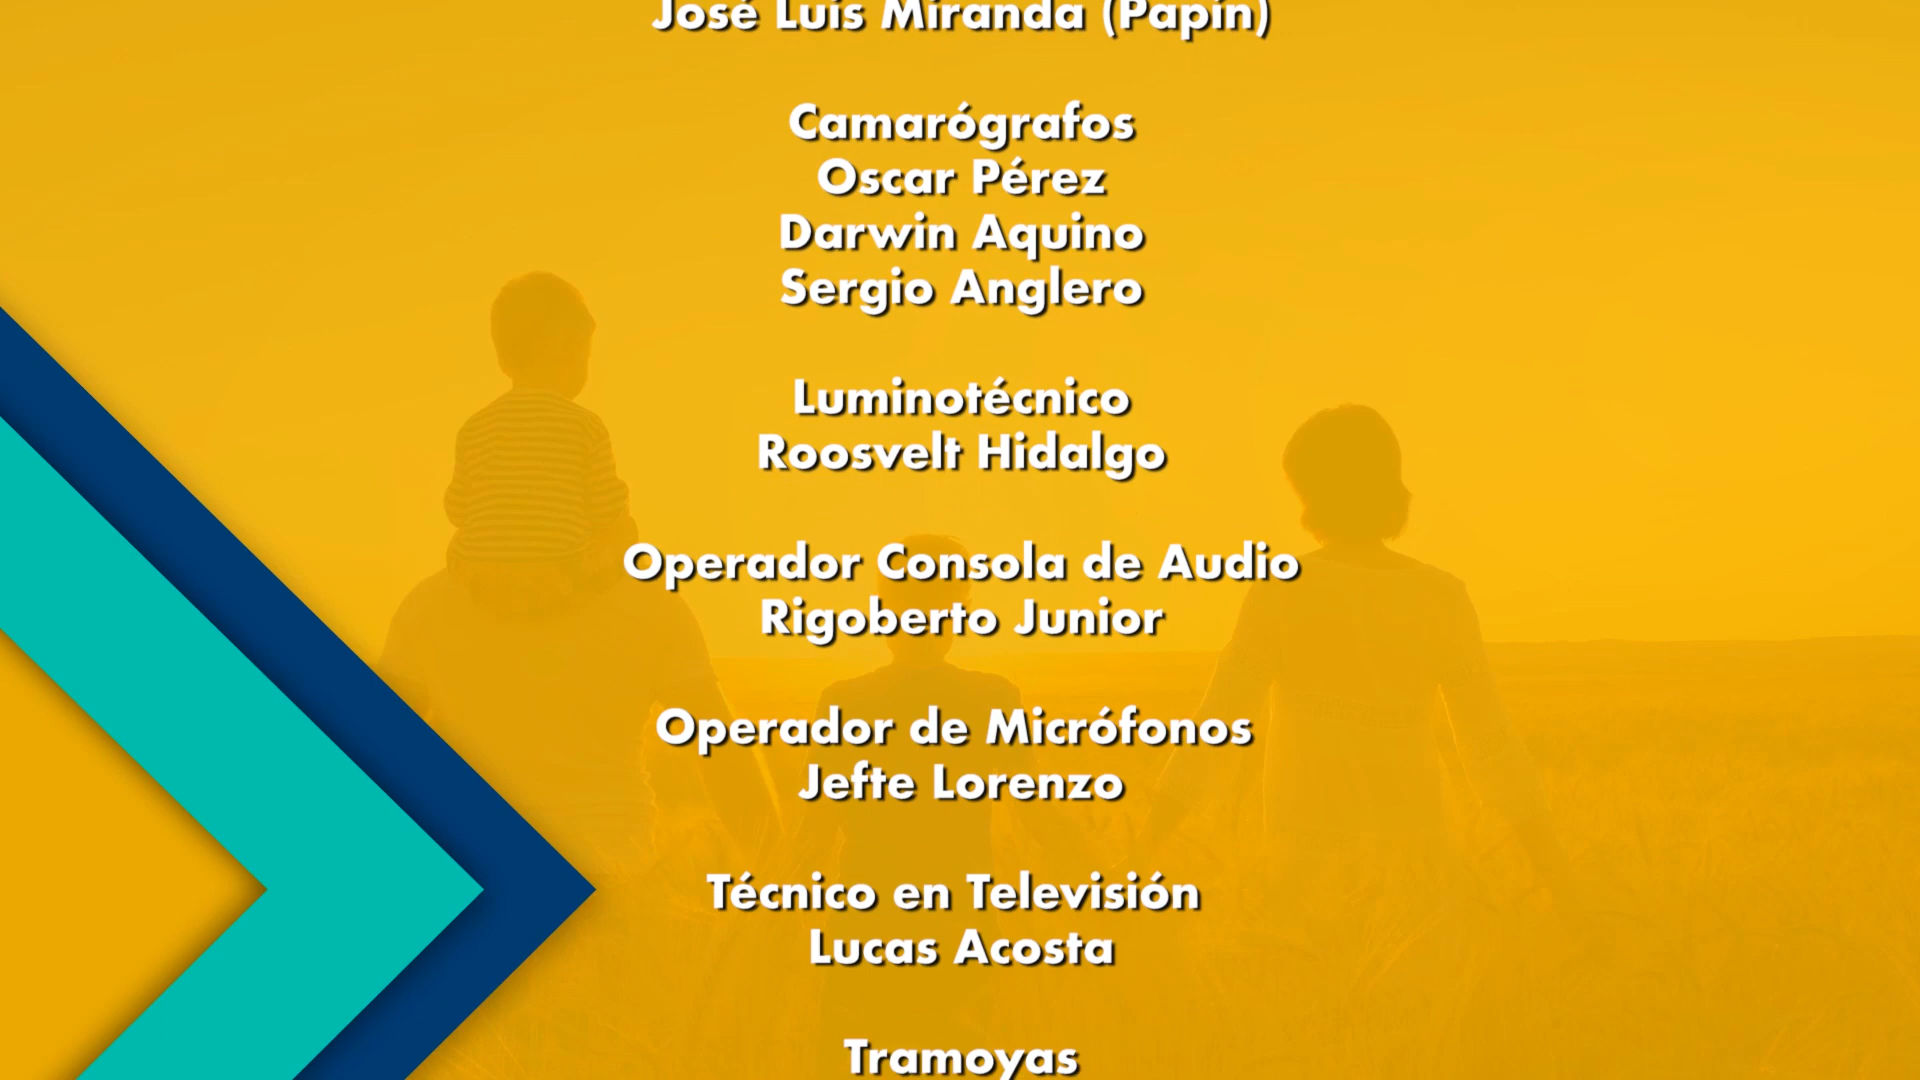 José Luis Miranda (Papín)
Camarógrafos
Oscar Pérez
Darwin Aquino
Sergio Anglero
Luminotécnico
Roosvelt Hidalgo
Operador Consola de Audio
Rigoberto Junior
Operador de Micrófonos
Jefte Lorenzo
Técnico en Televisión
Lucas Acosta
Tramoyas